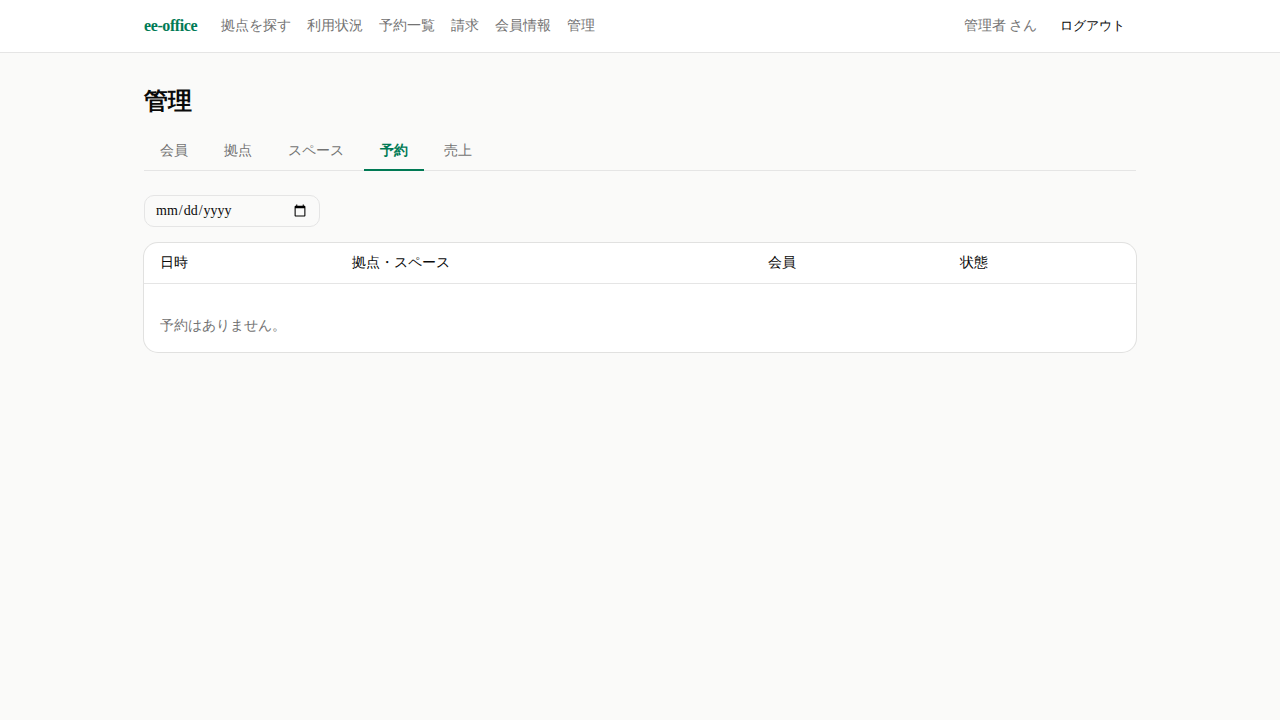 ee-office 拠点を探す 利用状況 予約一覧 請求 会員情報 管理 管理者 さん ログアウト
管理
会員 拠点 スペース 予約 売上
mm/dd/yyyy
日時 拠点・スペース 会員 状態
予約はありません。